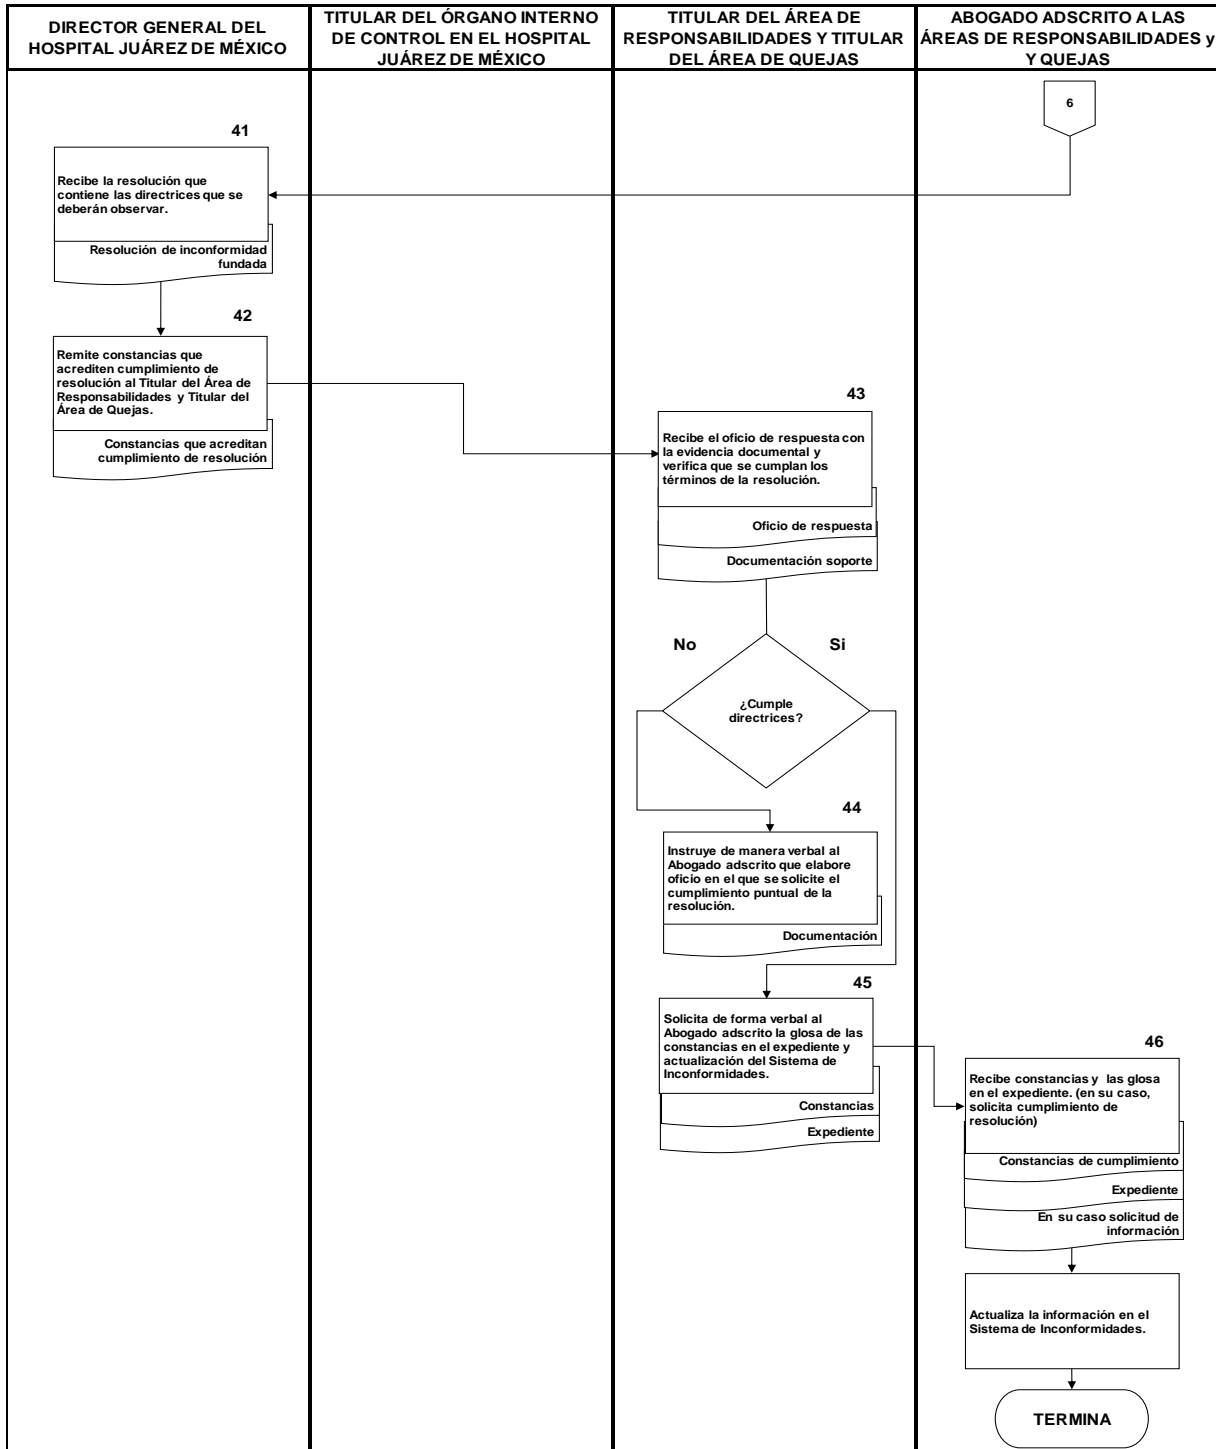 DIRECTOR GENERAL DEL
HOSPITAL JUÁREZ DE MÉXICO
TITULAR DEL ÓRGANO INTERNO
DE CONTROL EN EL HOSPITAL
JUÁREZ DE MÉXICO
TITULAR DEL ÁREA DE
RESPONSABILIDADES Y TITULAR
DEL ÁREA DE QUEJAS
ABOGADO ADSCRITO A LAS
ÁREAS DE RESPONSABILIDADES y
Y QUEJAS
6
41
Recibe la resolución que
contiene las directrices que se
deberán observar.
Resolución de inconformidad
fundada
42
Remite constancias que
acrediten cumplimiento de
resolución al Titular del Área de
Responsabilidades y Titular del
Área de Quejas.
Constancias que acreditan
cumplimiento de resolución
43
Recibe el oficio de respuesta con
la evidencia documental y
verifica que se cumplan los
términos de la resolución.
Oficio de respuesta
Documentación soporte
No
Si
¿Cumple
directrices?
44
Instruye de manera verbal al
Abogado adscrito que elabore
oficio en el que se solicite el
cumplimiento puntual de la
resolución.
Documentación
45
Solicita de forma verbal al
Abogado adscrito la glosa de las
constancias en el expediente y
actualización del Sistema de
Inconformidades.
Constancias
Expediente
46
Recibe constancias y las glosa
en el expediente. (en su caso,
solicita cumplimiento de
resolución)
Constancias de cumplimiento
Expediente
En su caso solicitud de
información
Actualiza la información en el
Sistema de Inconformidades.
TERMINA